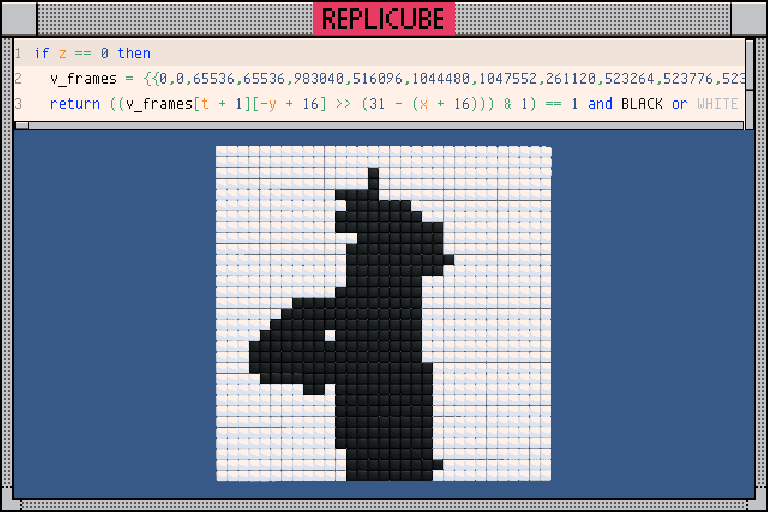 REPLICUBE
1 if z == 0 then
2 v_frames = {{0,0,65536,65536,983040,516096,1044480,1047552,261120,523264,523776,523
3 return ((v_frames[t + 1][-y + 16] >> (31 - (x + 16))) & 1) == 1 and BLACK or WHITE